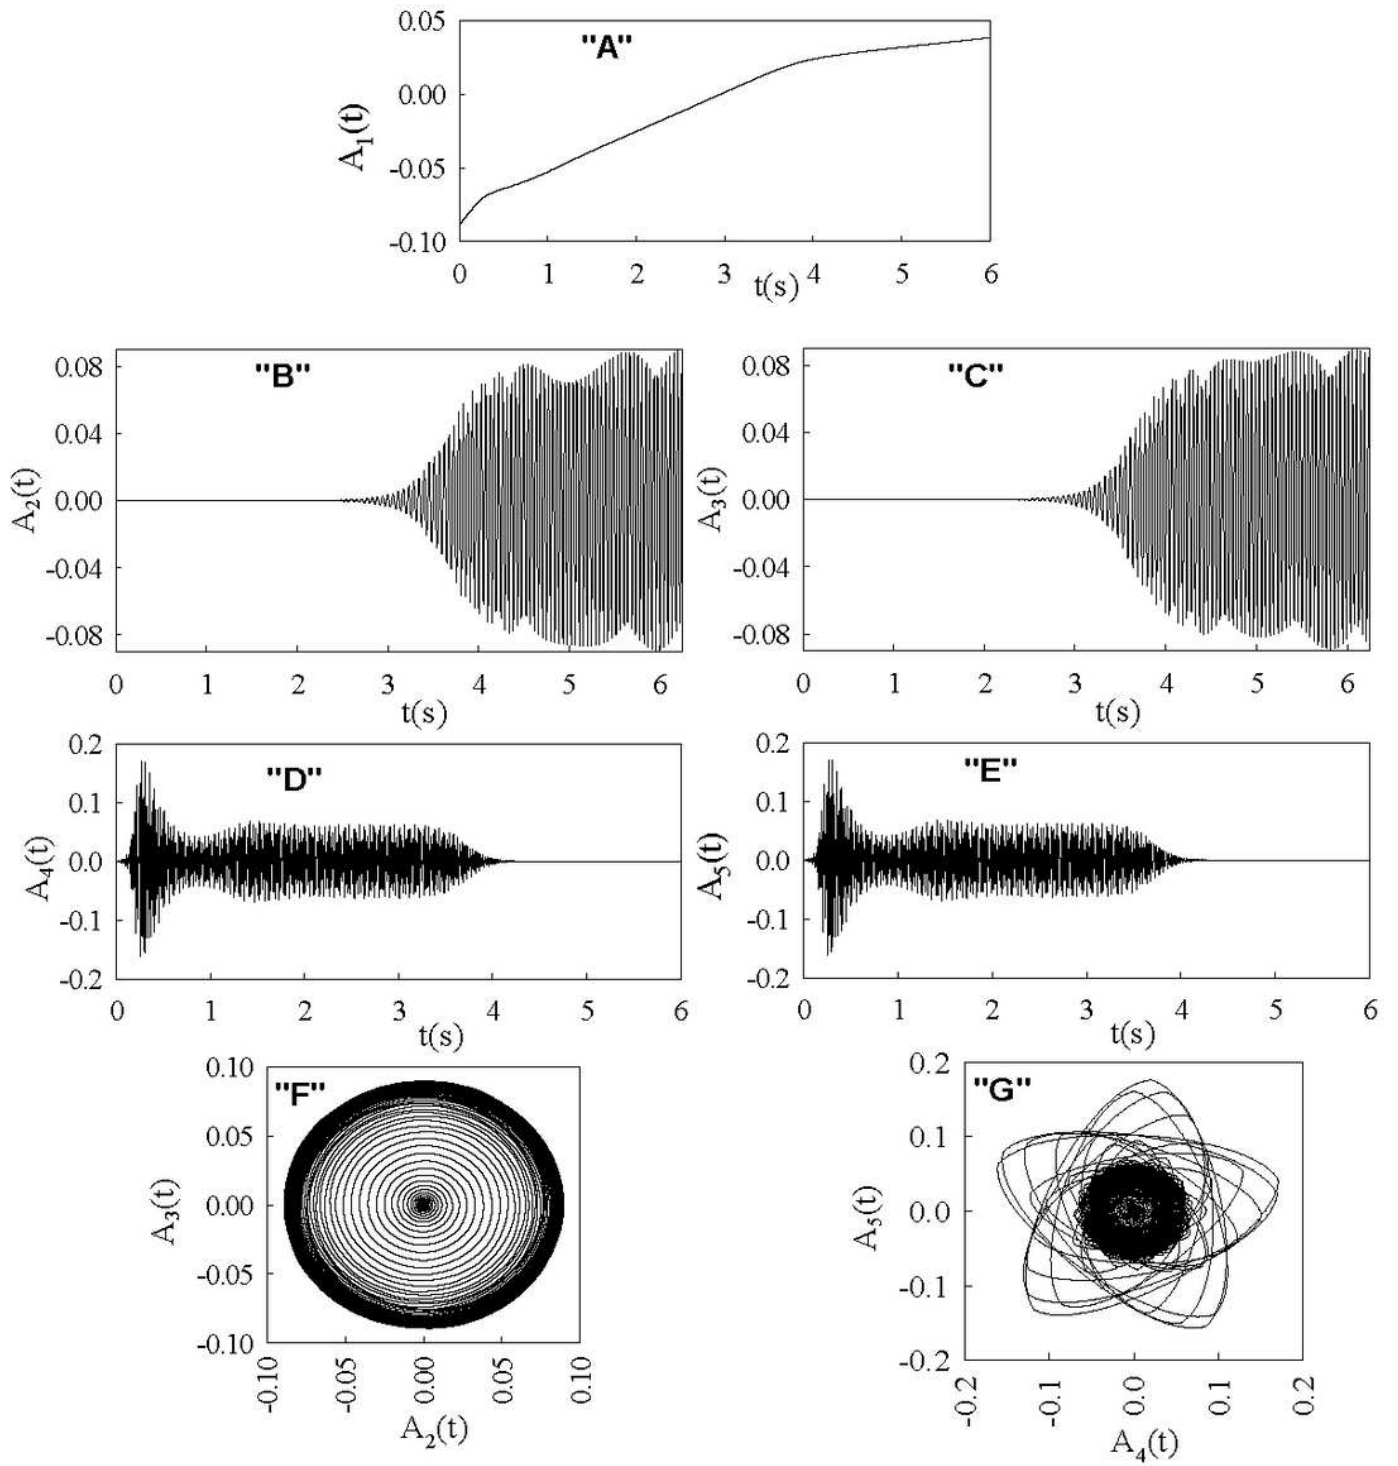 "A"
A1(t)
0.05
0.00
-0.05
-0.10
0 1 2 3 4 5 6
t(s)
"B"
A2(t)
0.08
0.04
0.00
-0.04
-0.08
0 1 2 3 4 5 6
t(s)
"C"
A3(t)
0.08
0.04
0.00
-0.04
-0.08
0 1 2 3 4 5 6
t(s)
"D"
A4(t)
0.2
0.1
0.0
-0.1
-0.2
0 1 2 3 4 5 6
t(s)
"E"
A5(t)
0.2
0.1
0.0
-0.1
-0.2
0 1 2 3 4 5 6
t(s)
"F"
A3(t)
0.10
0.05
0.00
-0.05
-0.10
-0.10 -0.05 0.00 0.05 0.10
A2(t)
"G"
A5(t)
0.2
0.1
0.0
-0.1
-0.2
-0.2 -0.1 0.0 0.1 0.2
A4(t)